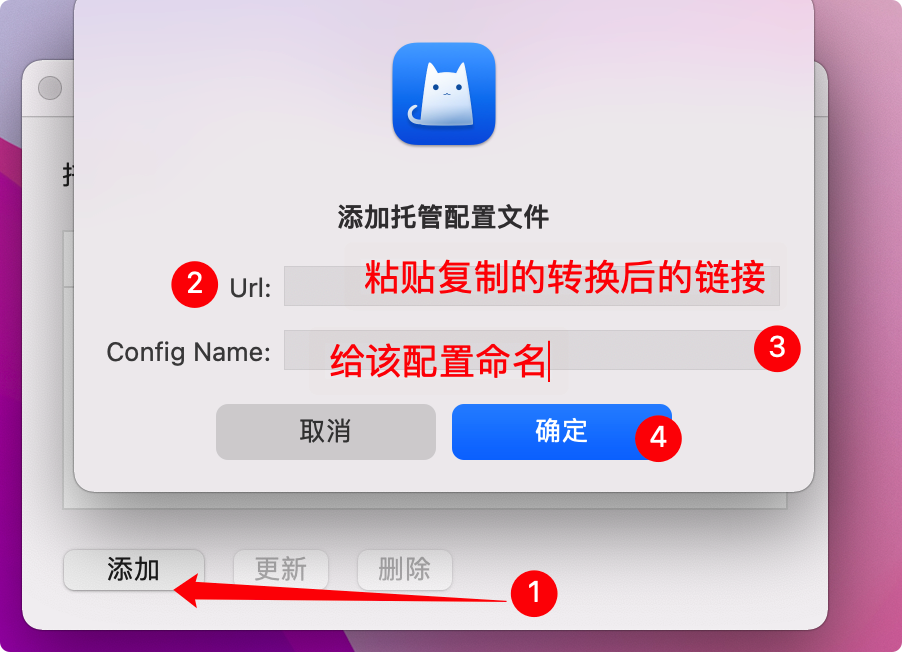 添加托管配置文件
2
Url:
粘贴复制的转换后的链接
Config Name:
给该配置命名
3
取消
确定
4
添加
更新
删除
1